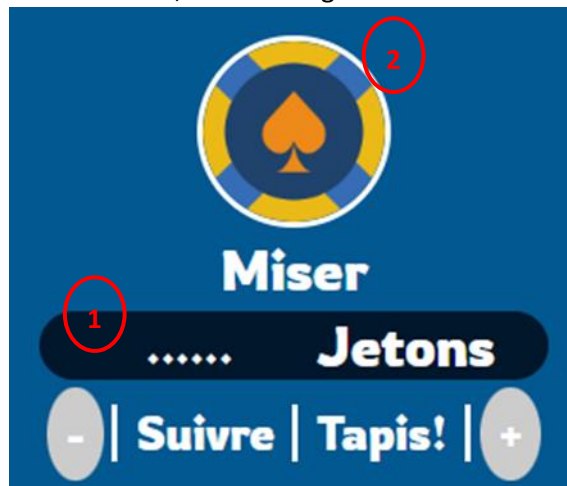 2
Miser
1
...... Jetons
- | Suivre | Tapis! | +